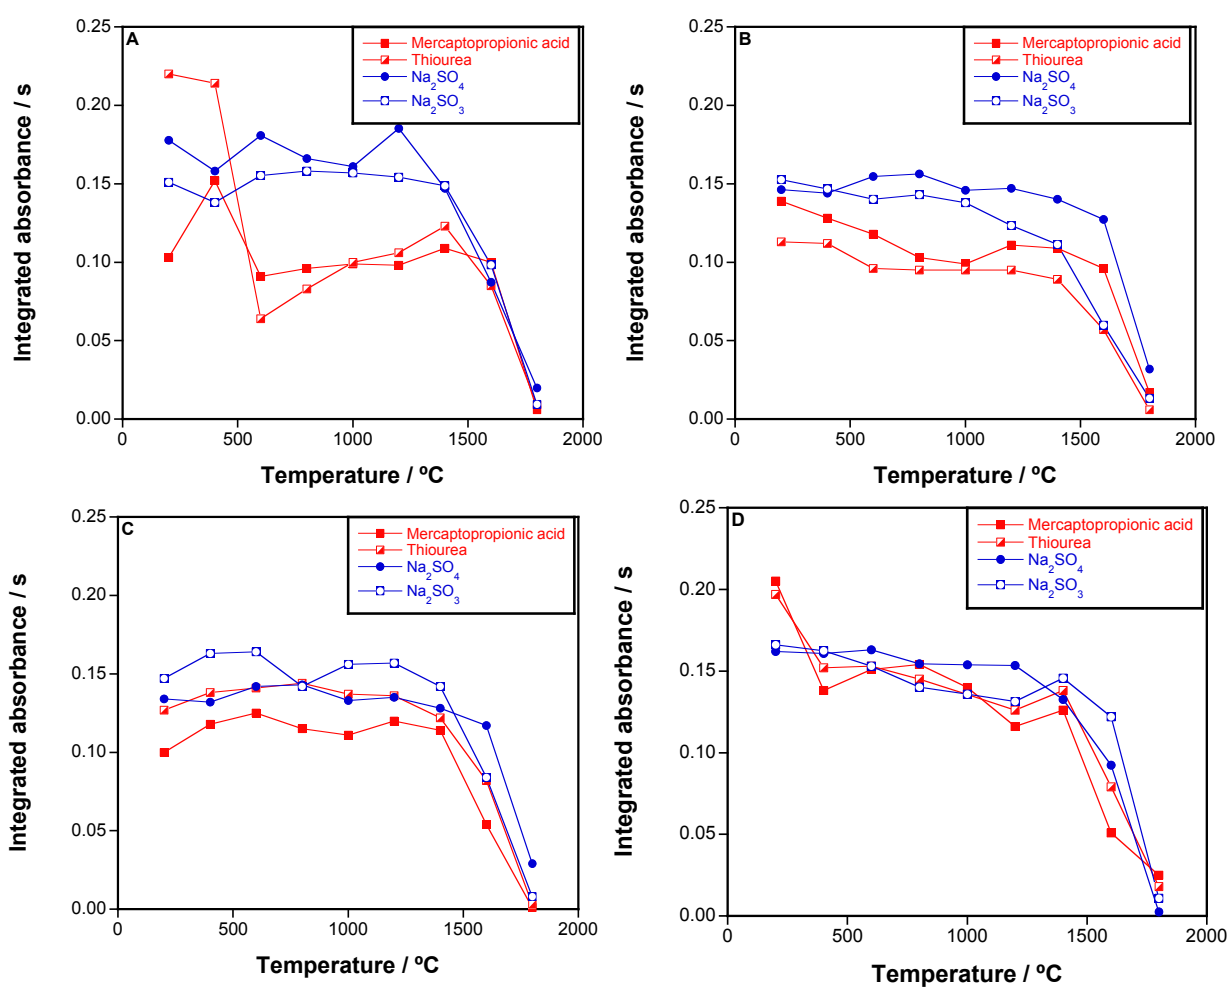 A
Mercaptopropionic acid
Thiourea
Na₂SO₄
Na₂SO₃
Integrated absorbance / s
0.25
0.20
0.15
0.10
0.05
0.00
0 500 1000 1500 2000
Temperature / ºC
B
Mercaptopropionic acid
Thiourea
Na₂SO₄
Na₂SO₃
Integrated absorbance / s
0.25
0.20
0.15
0.10
0.05
0.00
0 500 1000 1500 2000
Temperature / ºC
C
Mercaptopropionic acid
Thiourea
Na₂SO₄
Na₂SO₃
Integrated absorbance / s
0.25
0.20
0.15
0.10
0.05
0.00
0 500 1000 1500 2000
Temperature / ºC
D
Mercaptopropionic acid
Thiourea
Na₂SO₄
Na₂SO₃
Integrated absorbance / s
0.25
0.20
0.15
0.10
0.05
0.00
0 500 1000 1500 2000
Temperature / ºC